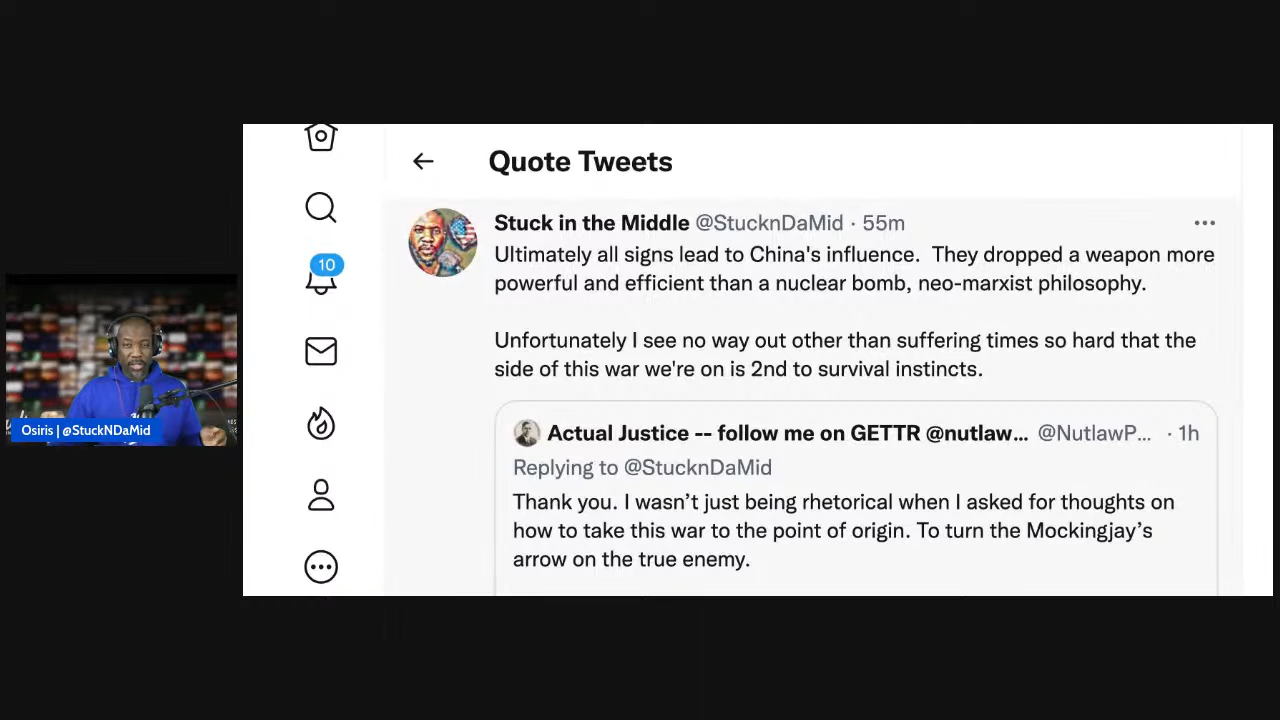 Quote Tweets
Stuck in the Middle @StucknDaMid · 55m
Ultimately all signs lead to China's influence.  They dropped a weapon more
powerful and efficient than a nuclear bomb, neo-marxist philosophy.
Unfortunately I see no way out other than suffering times so hard that the
side of this war we're on is 2nd to survival instincts.
Actual Justice -- follow me on GETTR @nutlaw... @NutlawP... · 1h
Replying to @StucknDaMid
Thank you. I wasn’t just being rhetorical when I asked for thoughts on
how to take this war to the point of origin. To turn the Mockingjay’s
arrow on the true enemy.
10
Osiris | @StuckNDaMid